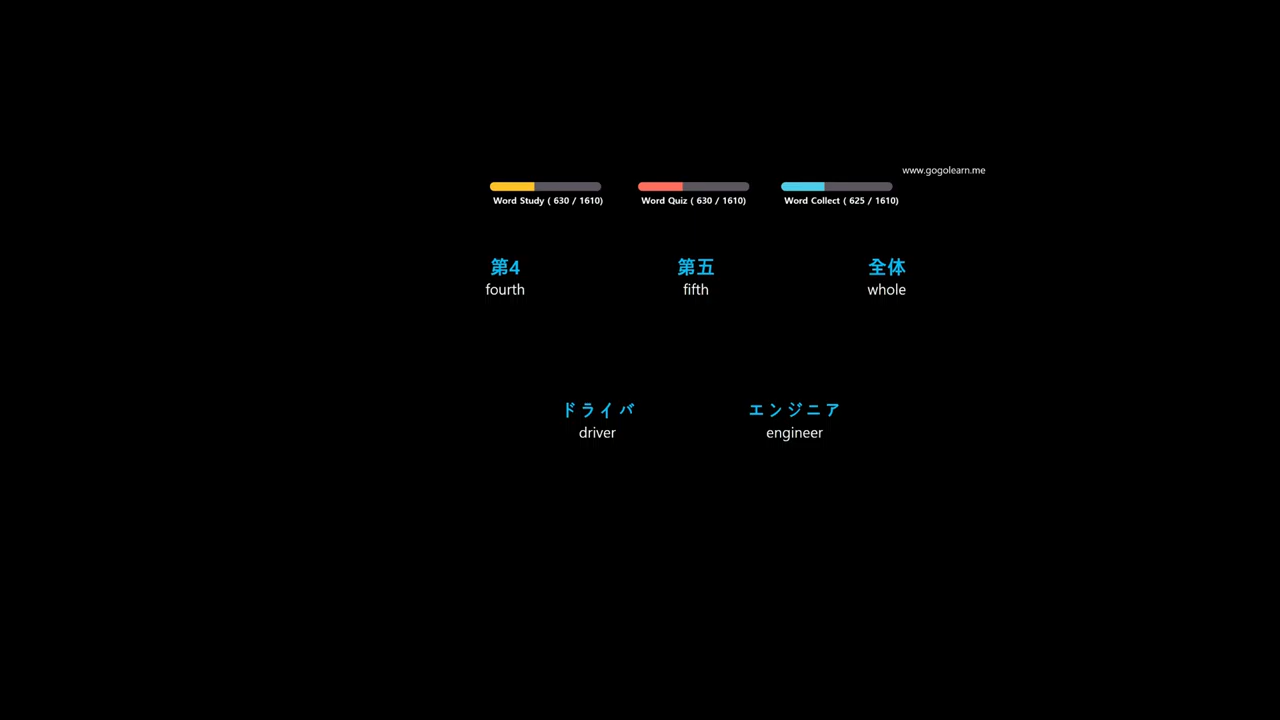 www.gogolearn.me
Word Study ( 630 / 1610)
Word Quiz ( 630 / 1610)
Word Collect ( 625 / 1610)
第4
fourth
第五
fifth
全体
whole
ドライバ
driver
エンジニア
engineer